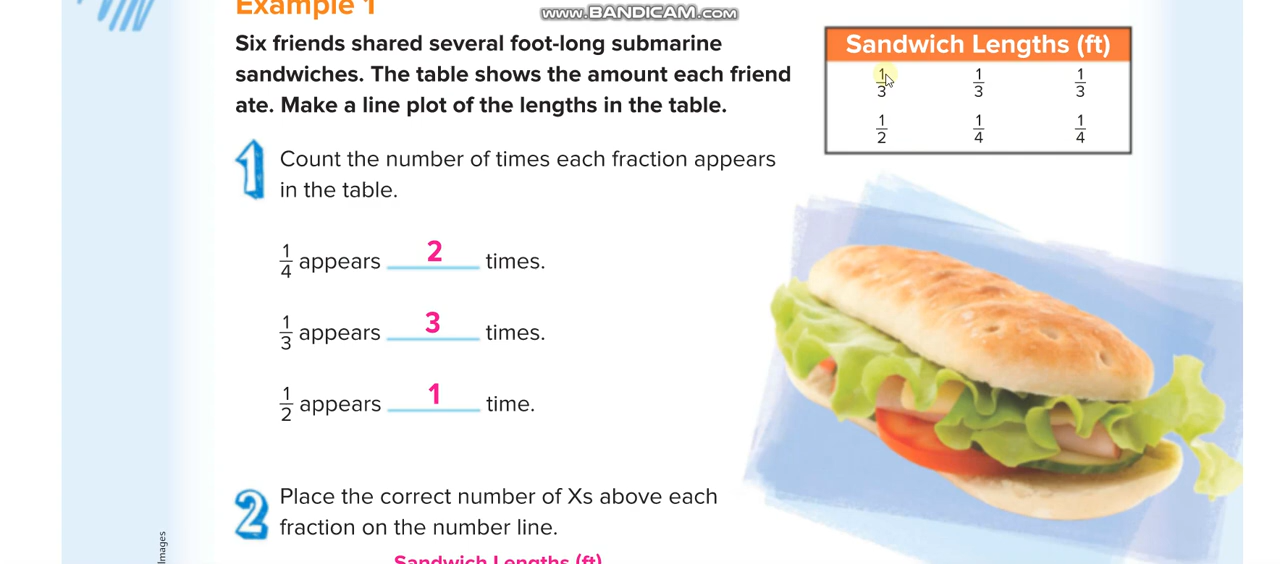 Example 1
www.BANDICAM.com
Six friends shared several foot-long submarine
sandwiches. The table shows the amount each friend
ate. Make a line plot of the lengths in the table.
Sandwich Lengths (ft)
1/3 1/3 1/3
1/2 1/4 1/4
1 Count the number of times each fraction appears
in the table.
1/4 appears 2 times.
1/3 appears 3 times.
1/2 appears 1 time.
2 Place the correct number of Xs above each
fraction on the number line.
Sandwich Lengths (ft)
Images